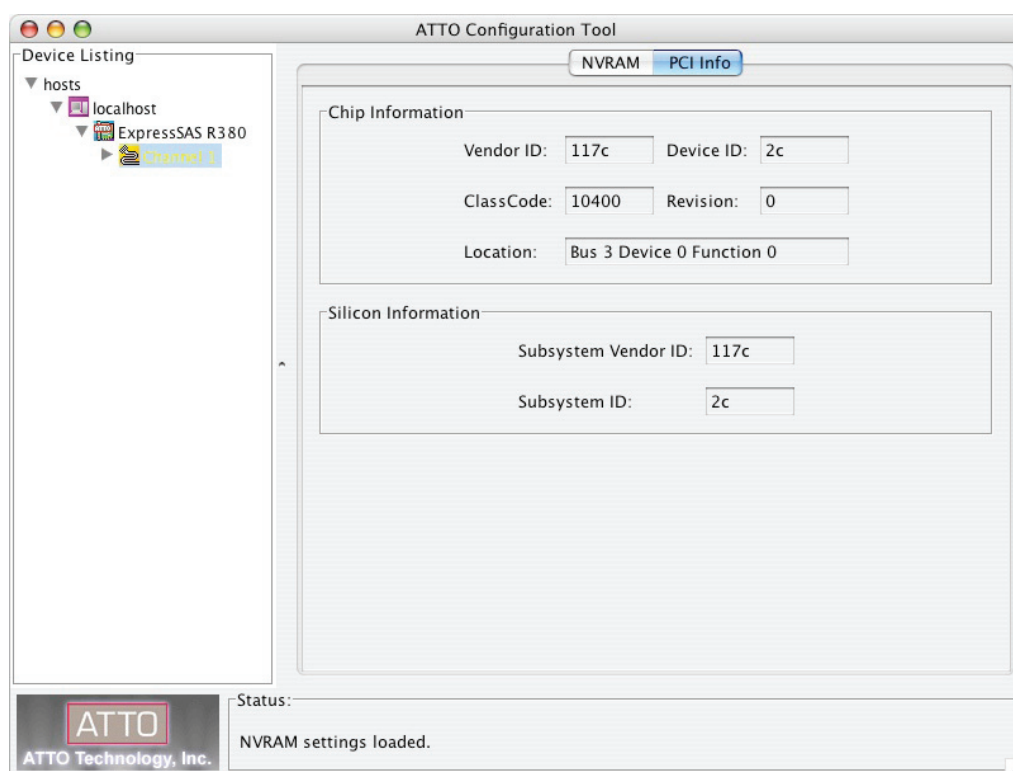 ATTO Configuration Tool
Device Listing
hosts
localhost
ExpressSAS R380
Channel 1
NVRAM
PCI Info
Chip Information
Vendor ID: 117c Device ID: 2c
ClassCode: 10400 Revision: 0
Location: Bus 3 Device 0 Function 0
Silicon Information
Subsystem Vendor ID: 117c
Subsystem ID: 2c
ATTO
ATTO Technology, Inc.
Status:
NVRAM settings loaded.